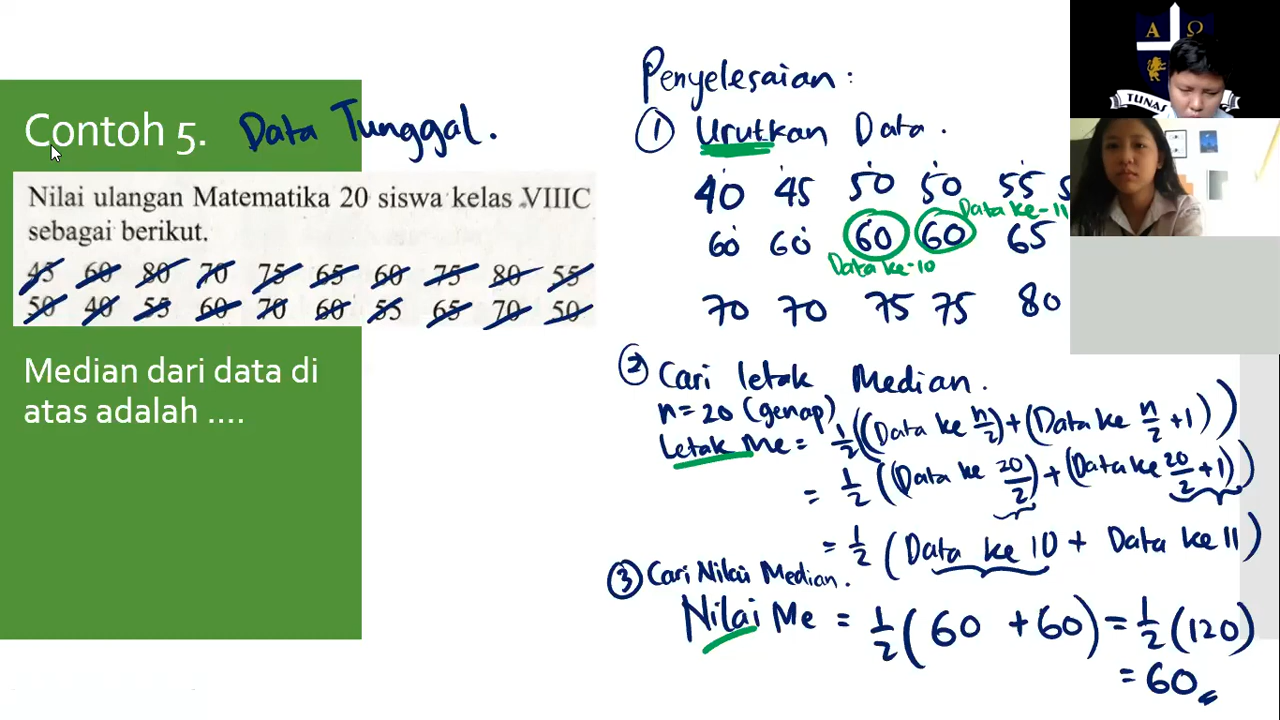 Contoh 5. Data Tunggal.
Nilai ulangan Matematika 20 siswa kelas VIIIC
sebagai berikut.
45 60 80 70 75 65 60 75 80 55
50 40 55 60 70 60 55 65 70 50
Median dari data di
atas adalah ....
Penyelesaian :
① Urutkan Data.
40 45 50 50 55
Data ke-11
60 60 60 60 65
Data ke-10
70 70 75 75 80
② Cari letak Median.
n = 20 (genap)
Letak Me = 1/2 ((Data ke n/2) + (Data ke n/2 + 1))
= 1/2 ((Data ke 20/2) + (Data ke 20/2 + 1))
= 1/2 (Data ke 10 + Data ke 11)
③ Cari Nilai Median.
Nilai Me = 1/2 (60 + 60) = 1/2 (120)
= 60
Α Ω
TUNAS